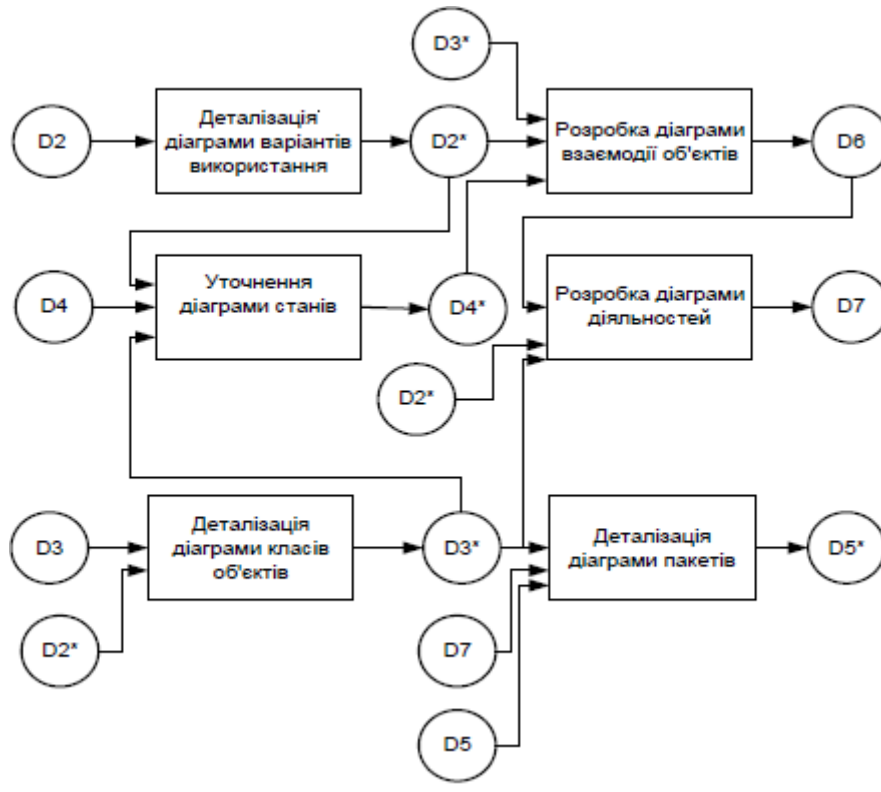 D3*
D2
Деталізація
діаграми варіантів
використання
D2*
Розробка діаграми
взаємодії об'єктів
D6
D4
Уточнення
діаграми станів
D4*
Розробка діаграми
діяльностей
D7
D2*
D3
Деталізація
діаграми класів
об'єктів
D3*
Деталізація
діаграми пакетів
D5*
D2*
D7
D5